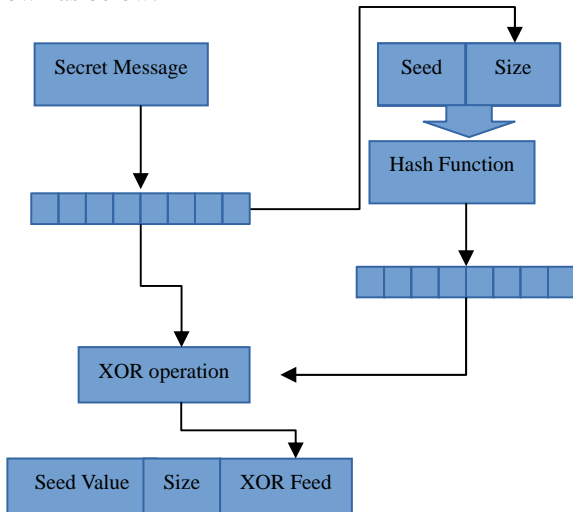 Secret Message
Seed Size
Hash Function
XOR operation
Seed Value Size XOR Feed